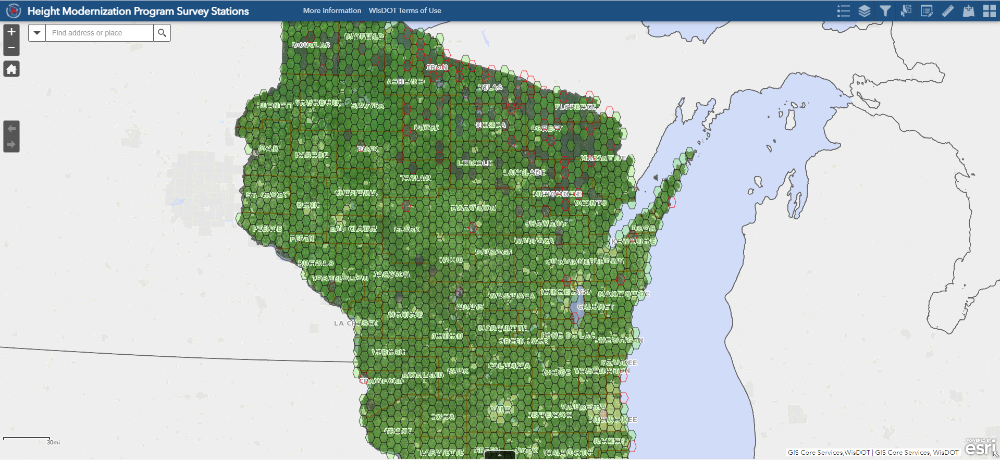 Height Modernization Program Survey Stations
More information WisDOT Terms of Use
+
Find address or place
−
BAYFIELD
DOUGLAS
IRON
ASHLAND
VILAS
BURNETT
WASHBURN
SAWYER
FLORENCE
PRICE
ONEIDA
FOREST
POLK
BARRON
RUSK
MARINETTE
LINCOLN
LANGLADE
TAYLOR
ST. CROIX
CHIPPEWA
MENOMINEE
DUNN
OCONTO
MARATHON
SHAWANO
PIERCE
EAU CLAIRE
CLARK
DOOR
PEPIN
WAUPACA
KEWAUNEE
PORTAGE
WOOD
BUFFALO
OUTAGAMIE
BROWN
JACKSON
TREMPEALEAU
WINNEBAGO
MANITOWOC
WAUSHARA
ADAMS
CALUMET
MONROE
LA CROSSE
MARQUETTE
JUNEAU
FOND DU LAC
GREEN LAKE
SHEBOYGAN
VERNON
OZAUKEE
COLUMBIA
SAUK
DODGE
WASHINGTON
RICHLAND
CRAWFORD
WAUKESHA
DANE
JEFFERSON
IOWA
MILWAUKEE
GRANT
RACINE
LAFAYETTE
GREEN
ROCK
WALWORTH
30mi
POWERED BY
esri
GIS Core Services,WisDOT | GIS Core Services, WisDOT